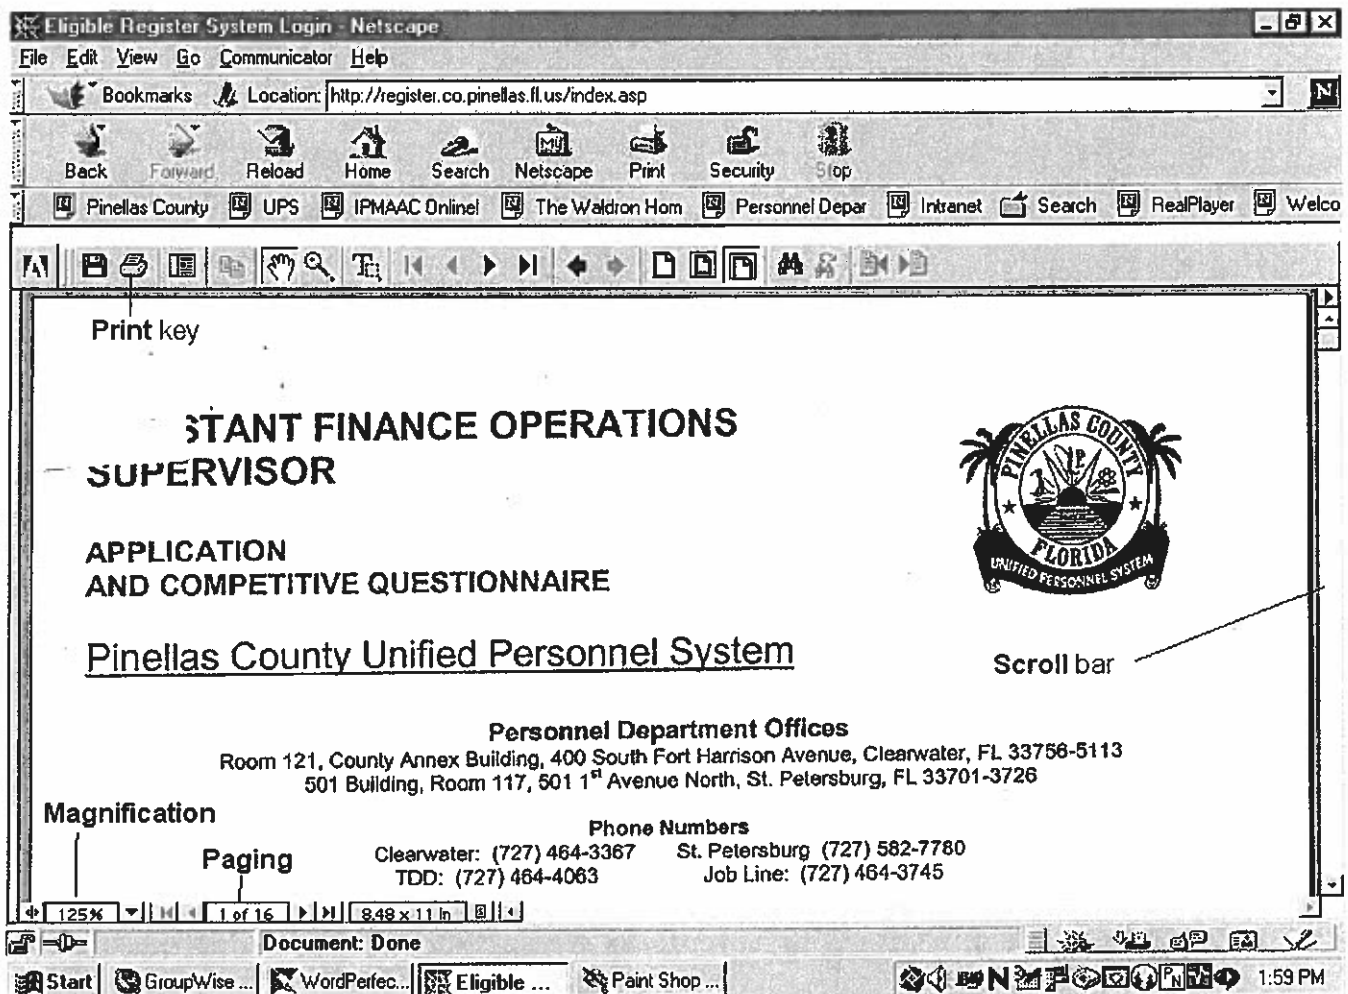 Eligible Register System Login - Netscape
File Edit View Go Communicator Help
Bookmarks Location: http://register.co.pinellas.fl.us/index.asp
Back Forward Reload Home Search Netscape Print Security Stop
Pinellas County UPS IPMAAC Online! The Waldron Hom Personnel Depar Intranet Search RealPlayer Welco
Print key
STANT FINANCE OPERATIONS
SUPERVISOR
APPLICATION
AND COMPETITIVE QUESTIONNAIRE
Pinellas County Unified Personnel System
PINELLAS COUNTY
FLORIDA
UNIFIED PERSONNEL SYSTEM
Scroll bar
Personnel Department Offices
Room 121, County Annex Building, 400 South Fort Harrison Avenue, Clearwater, FL 33756-5113
501 Building, Room 117, 501 1st Avenue North, St. Petersburg, FL 33701-3726
Magnification
Phone Numbers
Paging
Clearwater: (727) 464-3367 St. Petersburg (727) 582-7780
TDD: (727) 464-4063 Job Line: (727) 464-3745
125% 1 of 16 8.48 x 11 in
Document: Done
Start GroupWise ... WordPerfec... Eligible ... Paint Shop ... 1:59 PM